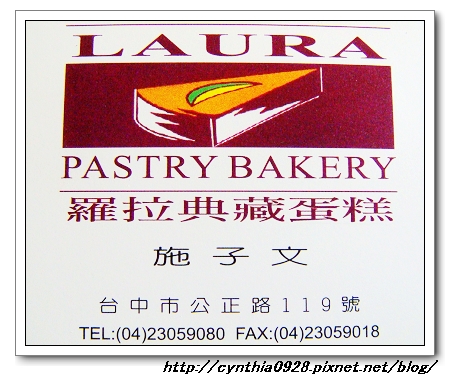 LAURA
PASTRY BAKERY
羅拉典藏蛋糕
施子文
台中市公正路119號
TEL:(04)23059080 FAX:(04)23059018
http://cynthia0928.pixnet.net/blog/